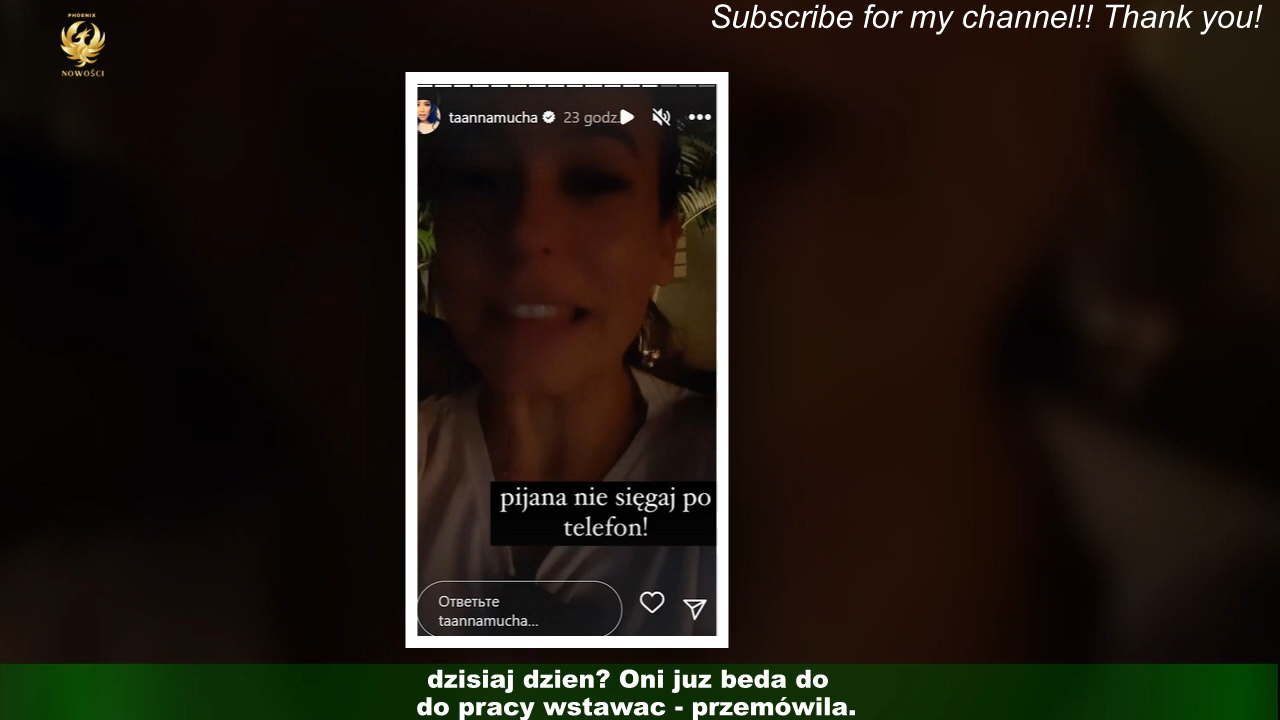 Subscribe for my channel!! Thank you!
PHOENIX
NOWOŚCI
taannamucha 23 godz.
pijana nie sięgaj po
telefon!
Ответьте
taannamucha...
dzisiaj dzien? Oni juz beda do
do pracy wstawac - przemówila.